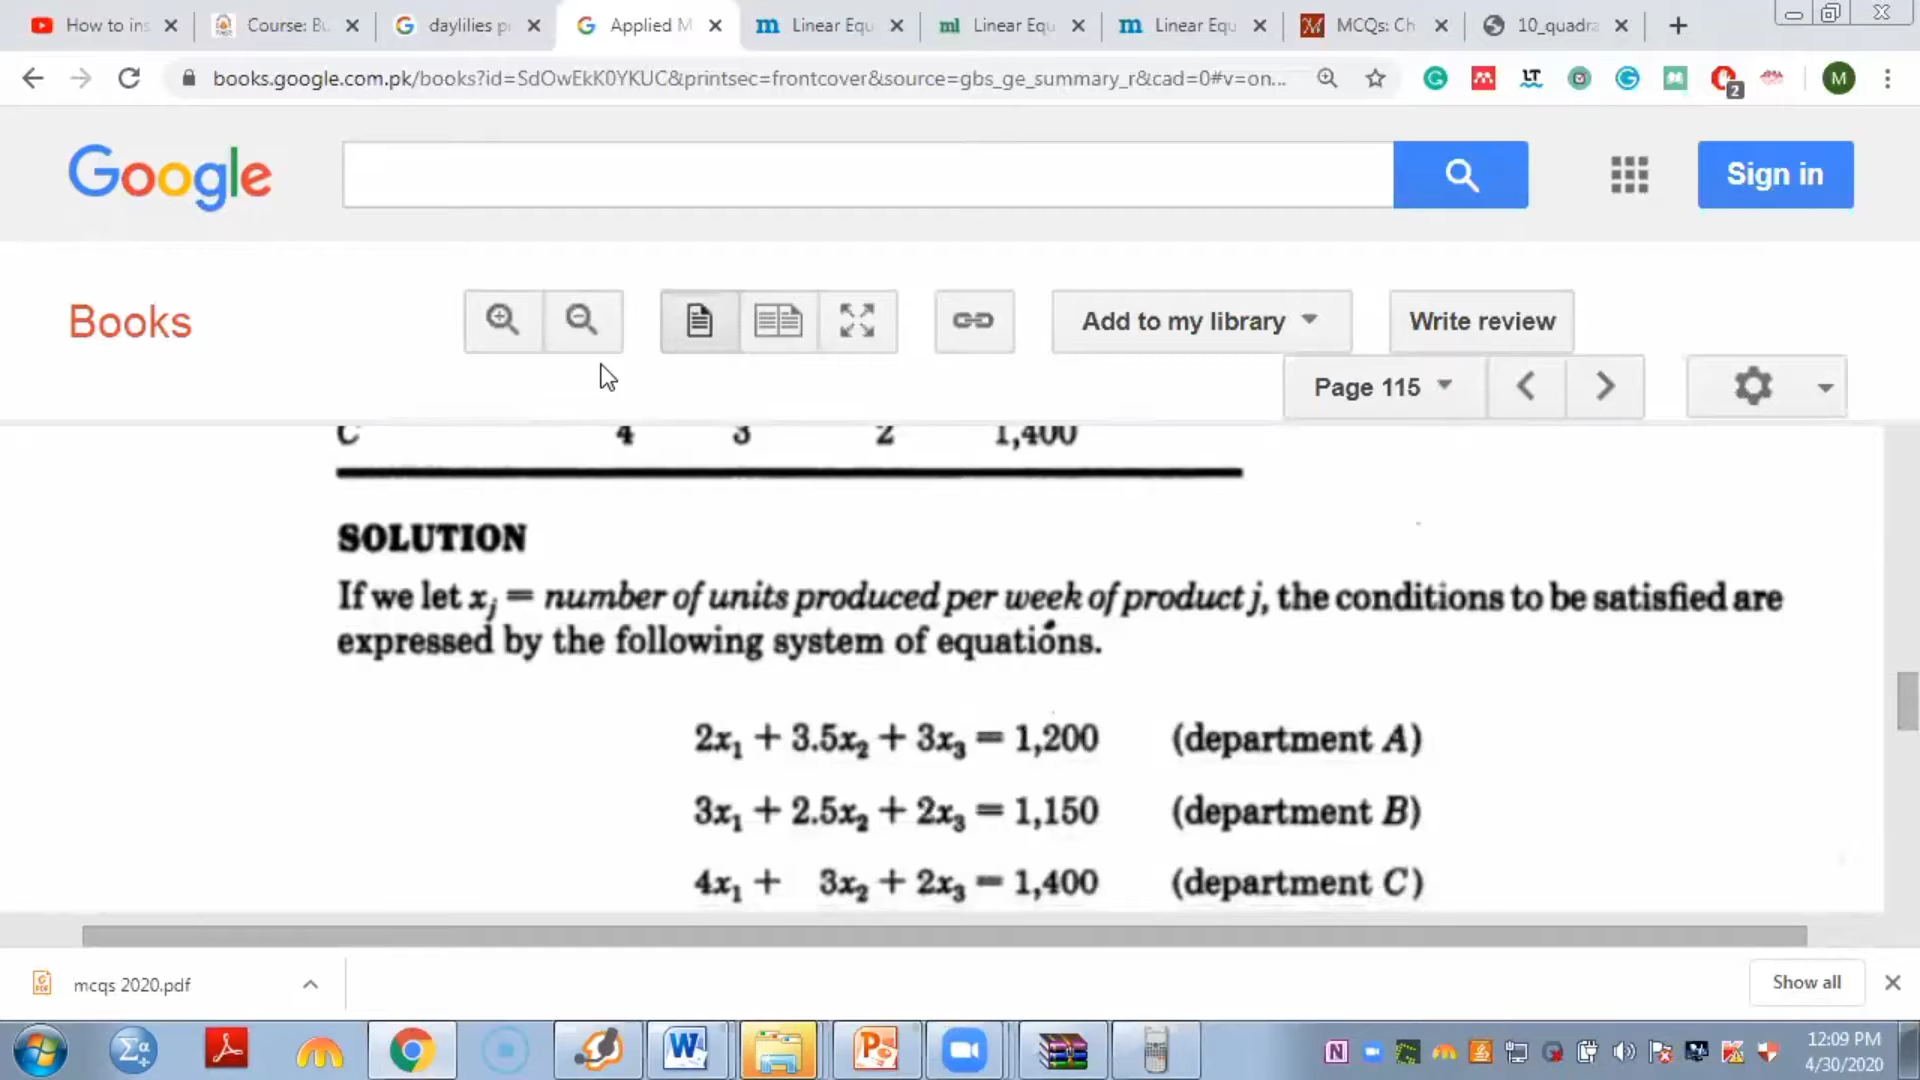 How to ins
Course: Bu
daylilies p
Applied M
Linear Equ
Linear Equ
Linear Equ
MCQs: Ch
10_quadra
books.google.com.pk/books?id=SdOwEkK0YKUC&printsec=frontcover&source=gbs_ge_summary_r&cad=0#v=on...
2
M
Google
Sign in
Books
Add to my library
Write review
Page 115
C 4 3 2 1,400
SOLUTION
If we let xⱼ = number of units produced per week of product j, the conditions to be satisfied are
expressed by the following system of equations.
2x₁ + 3.5x₂ + 3x₃ = 1,200 (department A)
3x₁ + 2.5x₂ + 2x₃ = 1,150 (department B)
4x₁ + 3x₂ + 2x₃ = 1,400 (department C)
mcqs 2020.pdf
Show all
12:09 PM
4/30/2020